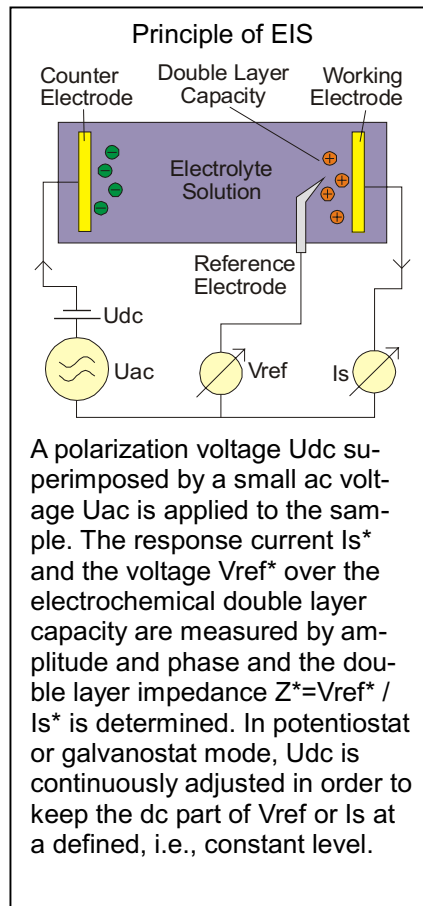 Principle of EIS
Counter
Electrode
Double Layer
Capacity
Working
Electrode
Electrolyte
Solution
Reference
Electrode
Udc
Uac
Vref
Is
A polarization voltage Udc su-
perimposed by a small ac volt-
age Uac is applied to the sam-
ple. The response current Is*
and the voltage Vref* over the
electrochemical double layer
capacity are measured by am-
plitude and phase and the dou-
ble layer impedance Z*=Vref* /
Is* is determined. In potentiostat
or galvanostat mode, Udc is
continuously adjusted in order to
keep the dc part of Vref or Is at
a defined, i.e., constant level.